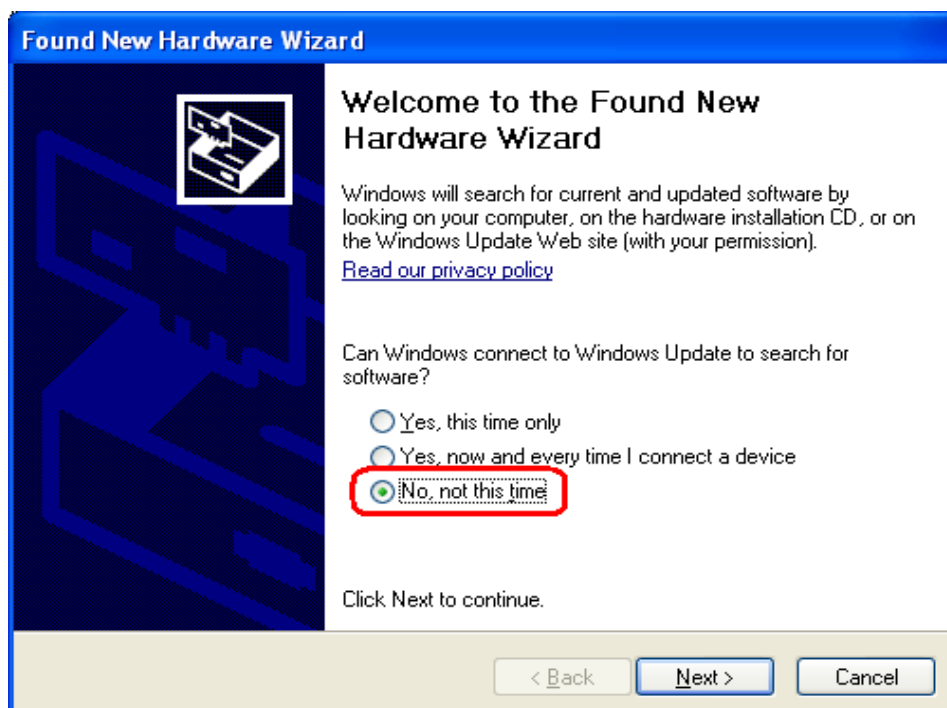 Found New Hardware Wizard
Welcome to the Found New
Hardware Wizard
Windows will search for current and updated software by
looking on your computer, on the hardware installation CD, or on
the Windows Update Web site (with your permission).
Read our privacy policy
Can Windows connect to Windows Update to search for
software?
Yes, this time only
Yes, now and every time I connect a device
No, not this time
Click Next to continue.
< Back
Next >
Cancel